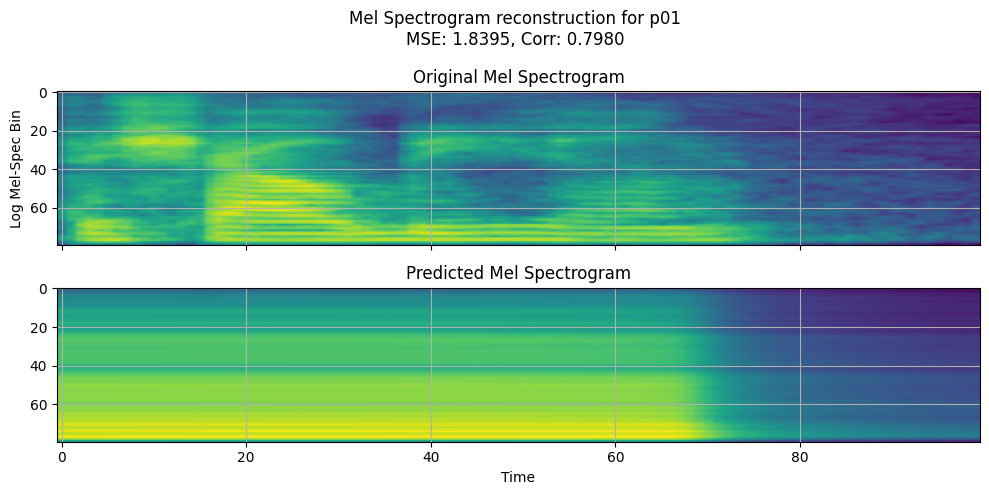 Mel Spectrogram reconstruction for p01
MSE: 1.8395, Corr: 0.7980
Original Mel Spectrogram
Log Mel-Spec Bin
0
20
40
60
Predicted Mel Spectrogram
0
20
40
60
0 20 40 60 80
Time